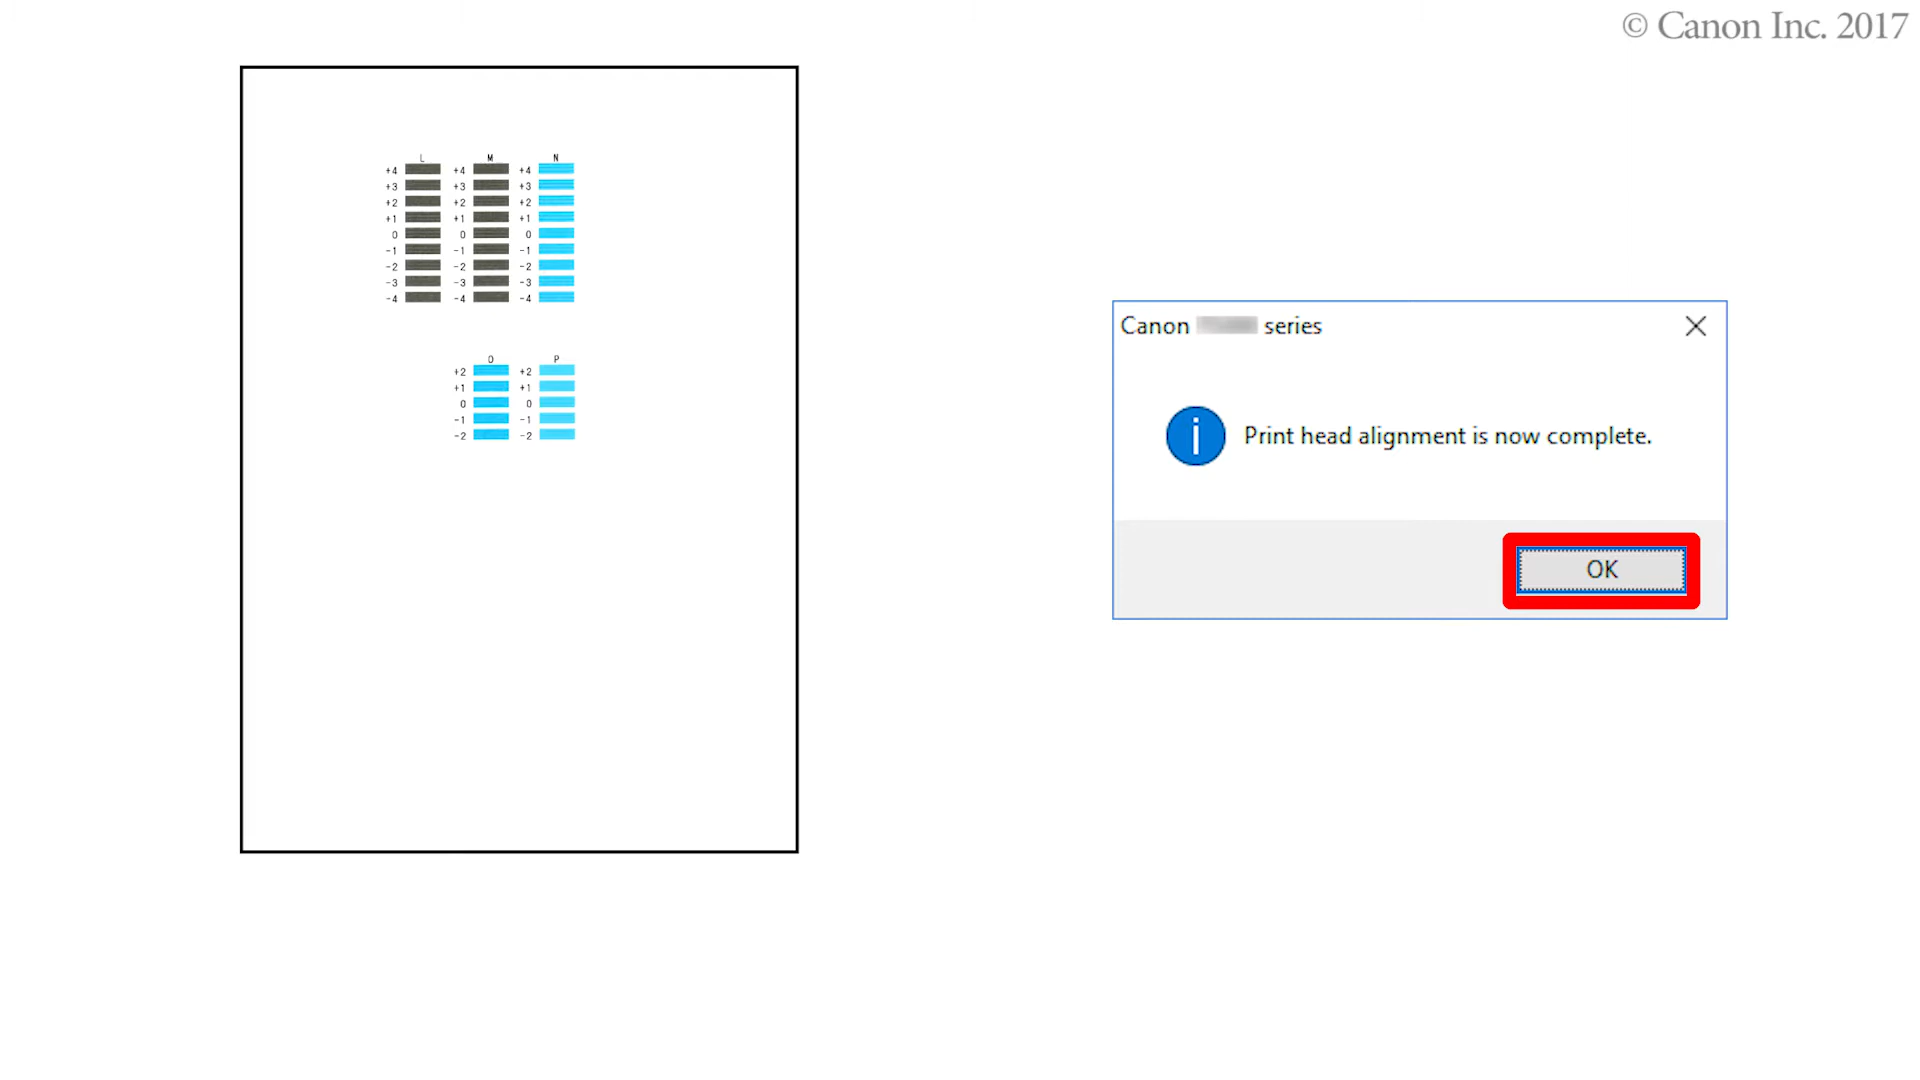 © Canon Inc. 2017
L M N
+4 +4 +4
+3 +3 +3
+2 +2 +2
+1 +1 +1
0 0 0
-1 -1 -1
-2 -2 -2
-3 -3 -3
-4 -4 -4
O P
+2 +2
+1 +1
0 0
-1 -1
-2 -2
Canon series
Print head alignment is now complete.
OK